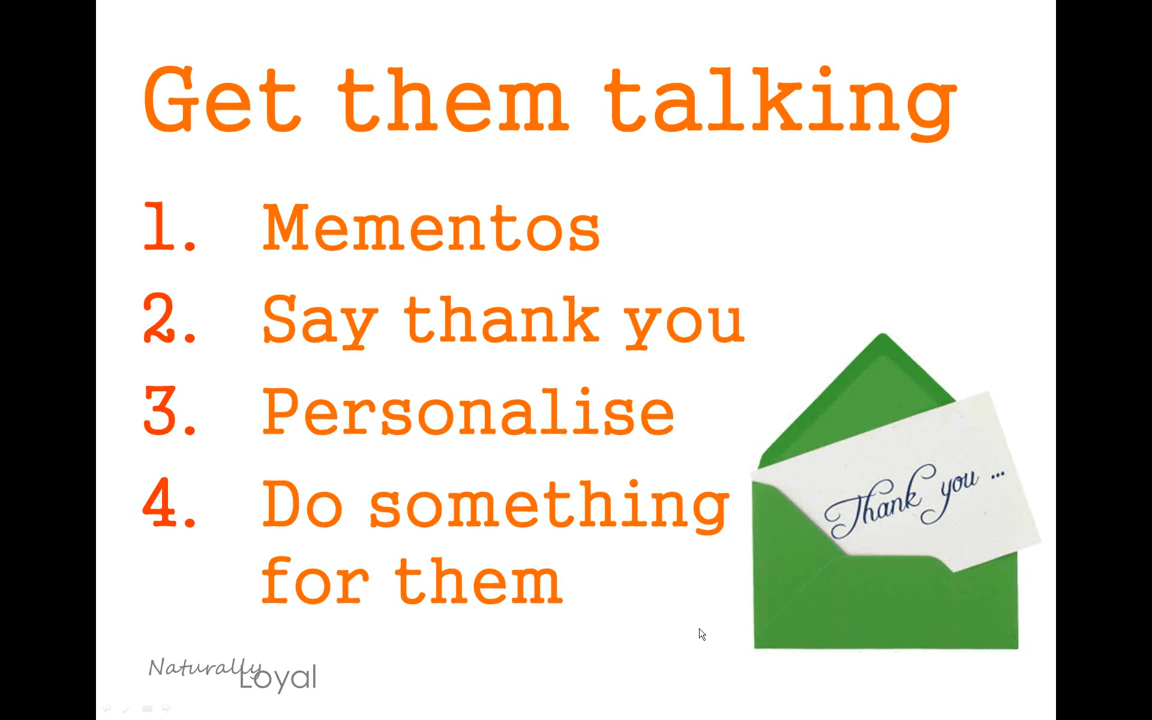 Get them talking
1. Mementos
2. Say thank you
3. Personalise
4. Do something
for them
Thank you ...
Naturally
Loyal